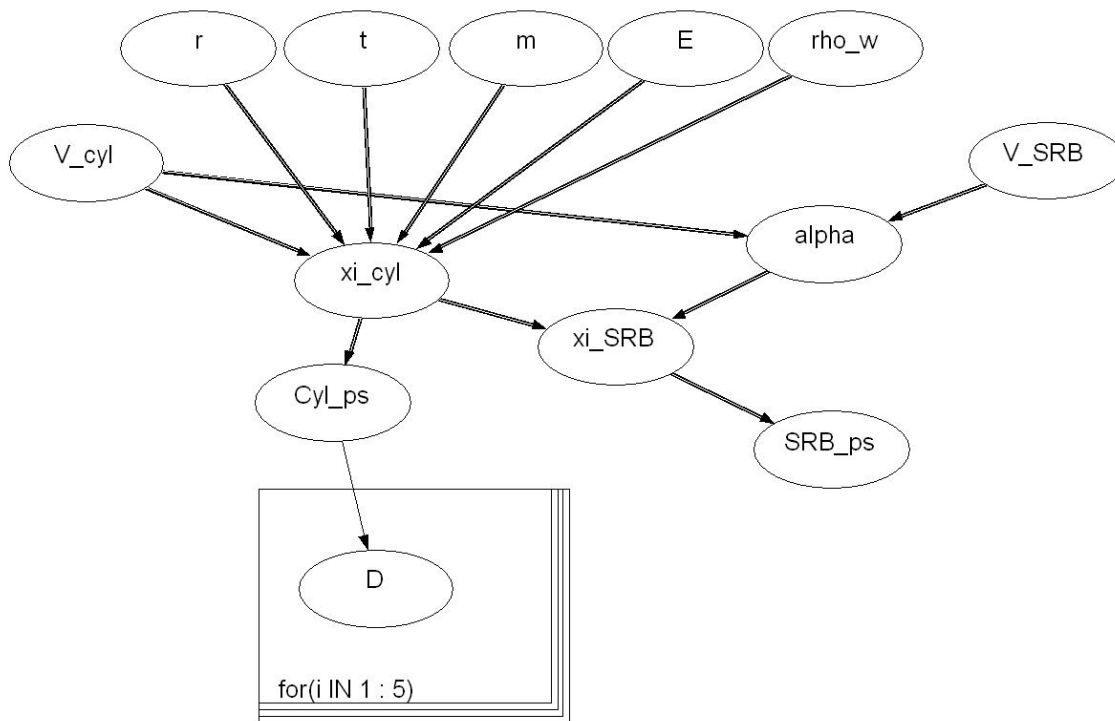 r
t
m
E
rho_w
V_cyl
V_SRB
alpha
xi_cyl
xi_SRB
Cyl_ps
SRB_ps
D
for(i IN 1 : 5)